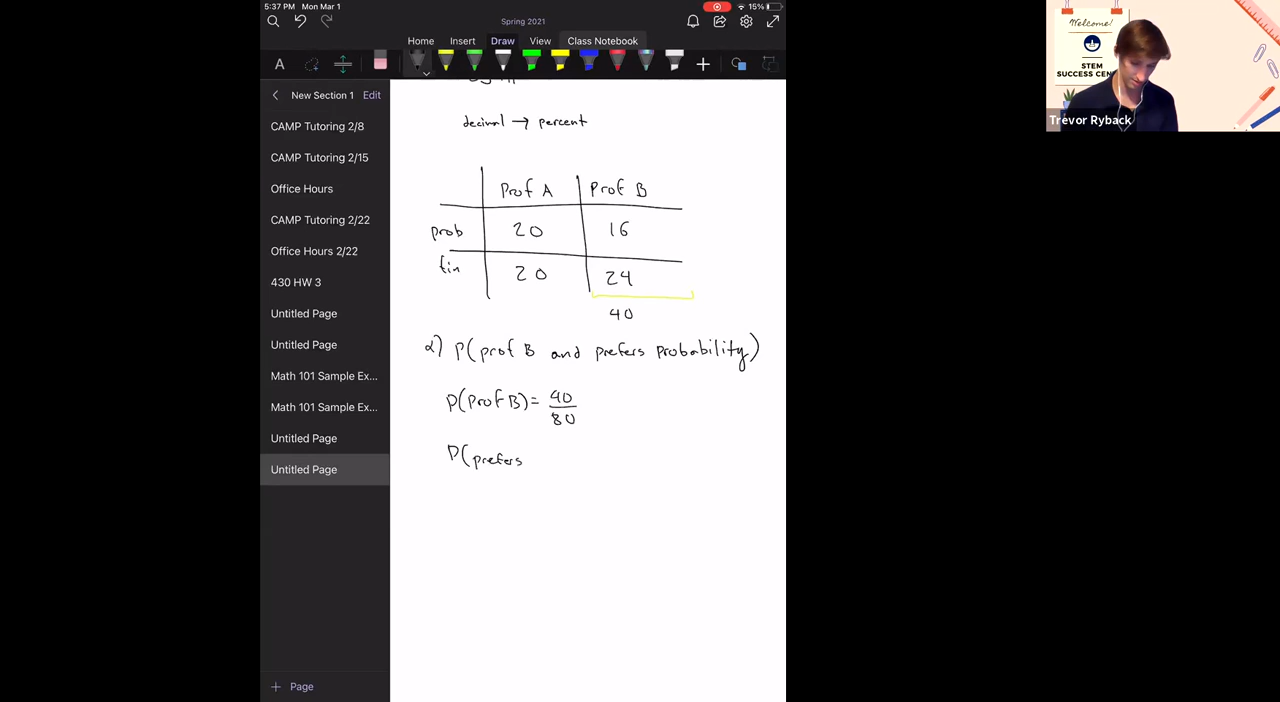 5:37 PM Mon Mar 1
15%
Spring 2021
Home Insert Draw View Class Notebook
A
New Section 1 Edit
CAMP Tutoring 2/8
CAMP Tutoring 2/15
Office Hours
CAMP Tutoring 2/22
Office Hours 2/22
430 HW 3
Untitled Page
Untitled Page
Math 101 Sample Ex...
Math 101 Sample Ex...
Untitled Page
Untitled Page
+ Page
decimal → percent
Prof A Prof B
prob 20 16
fin 20 24
40
a) P(prof B and prefers probability)
P(Prof B) = 40/80
P(prefers
Welcome!
STEM
SUCCESS CEN
Trevor Ryback